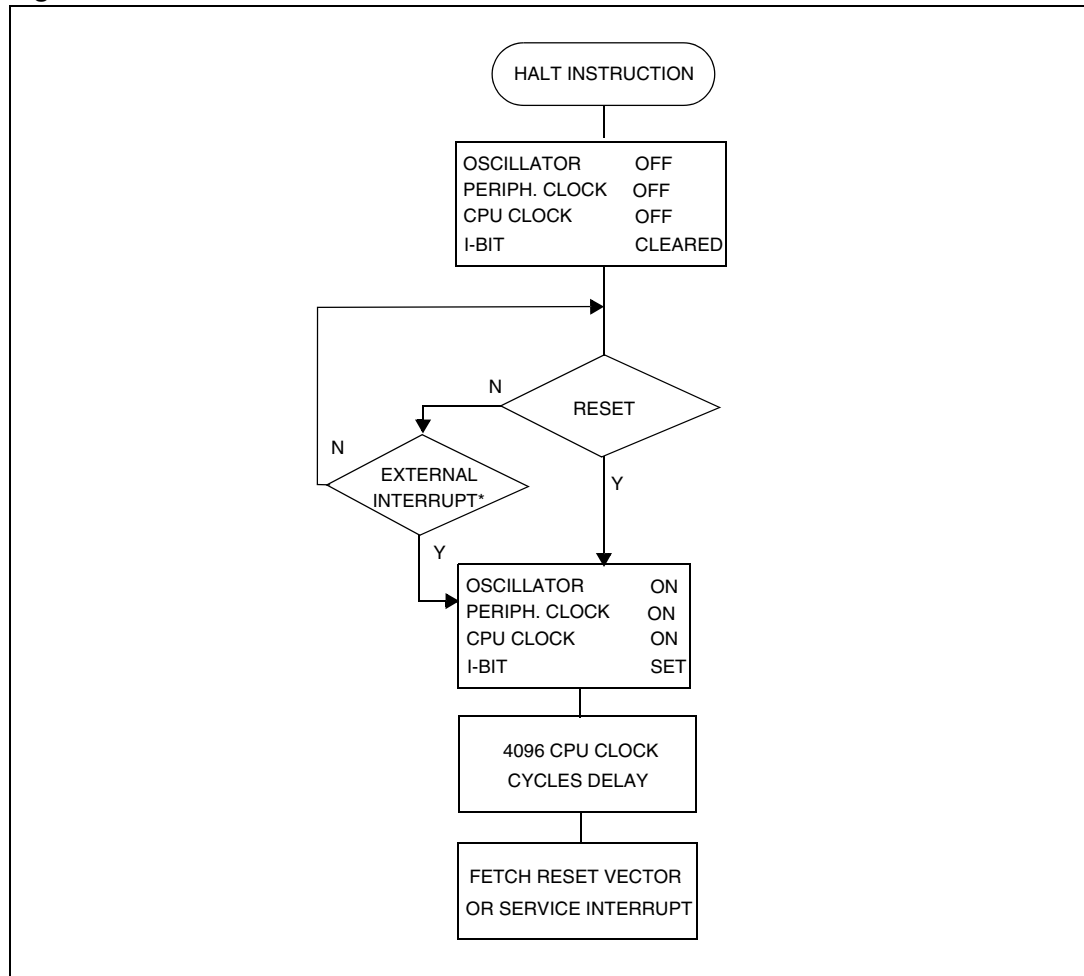 HALT INSTRUCTION
OSCILLATOR OFF
PERIPH. CLOCK OFF
CPU CLOCK OFF
I-BIT CLEARED
N
RESET
N
EXTERNAL
INTERRUPT*
Y
Y
OSCILLATOR ON
PERIPH. CLOCK ON
CPU CLOCK ON
I-BIT SET
4096 CPU CLOCK
CYCLES DELAY
FETCH RESET VECTOR
OR SERVICE INTERRUPT